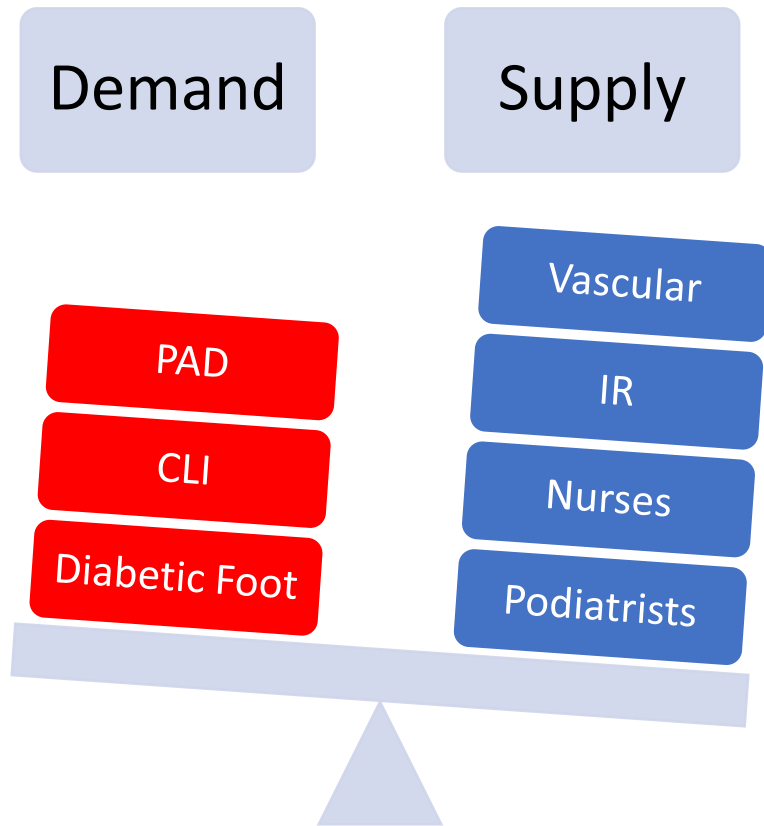 Demand
Supply
PAD
CLI
Diabetic Foot
Vascular
IR
Nurses
Podiatrists